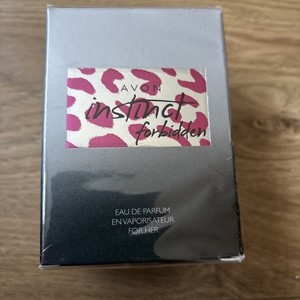 AVON
instinct
forbidden
EAU DE PARFUM
EN VAPORISATEUR
FOR HER